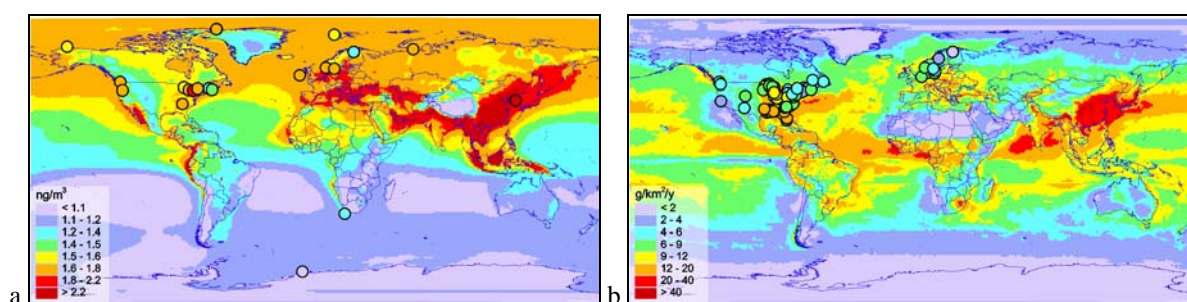 ng/m³
< 1.1
1.1 - 1.2
1.2 - 1.4
1.4 - 1.5
1.5 - 1.6
1.6 - 1.8
1.8 - 2.2
> 2.2
a
g/km²/y
< 2
2 - 4
4 - 6
6 - 9
9 - 12
12 - 20
20 - 40
> 40
b